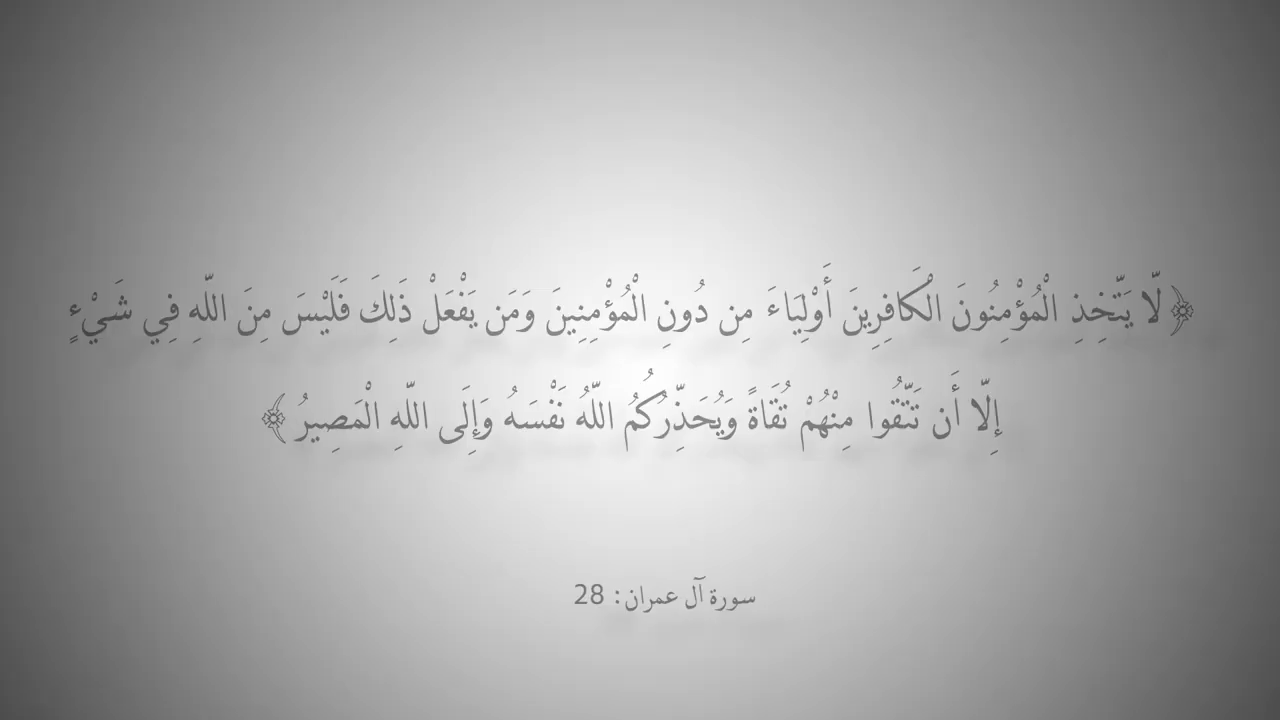 ﴿لَّا يَتَّخِذِ الْمُؤْمِنُونَ الْكَافِرِينَ أَوْلِيَاءَ مِن دُونِ الْمُؤْمِنِينَ وَمَن يَفْعَلْ ذَلِكَ فَلَيْسَ مِنَ اللَّهِ فِي شَيْءٍ
إِلَّا أَن تَتَّقُوا مِنْهُمْ تُقَاةً وَيُحَذِّرُكُمُ اللَّهُ نَفْسَهُ وَإِلَى اللَّهِ الْمَصِيرُ﴾
سورة آل عمران: 28